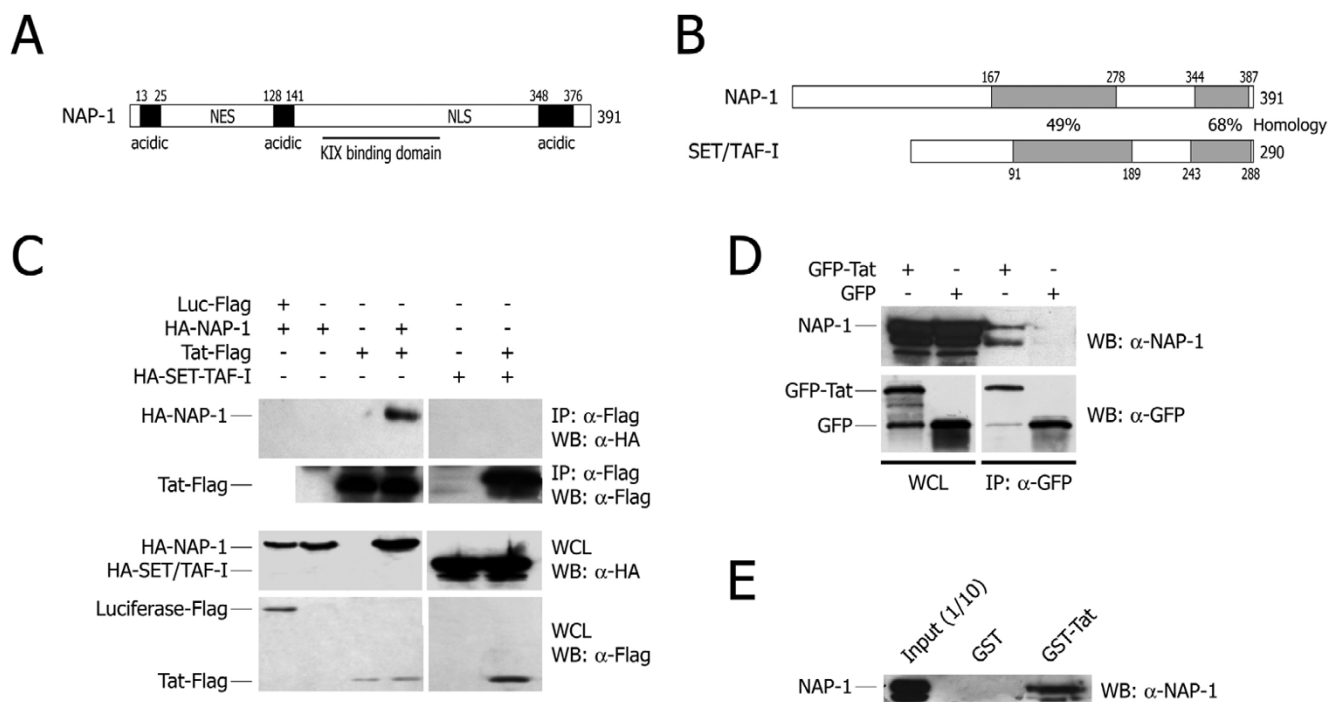 A
13 25 128 141 348 376
NAP-1 NES NLS 391
acidic acidic acidic
KIX binding domain
B
167 278 344 387
NAP-1 391
49% 68% Homology
SET/TAF-I 290
91 189 243 288
C
Luc-Flag + - - - - -
HA-NAP-1 + + - + - -
Tat-Flag - - + + - +
HA-SET-TAF-I - - - - + +
HA-NAP-1 IP: α-Flag
WB: α-HA
Tat-Flag IP: α-Flag
WB: α-Flag
HA-NAP-1 WCL
HA-SET/TAF-I WB: α-HA
Luciferase-Flag
WCL
WB: α-Flag
Tat-Flag
D
GFP-Tat + - + -
GFP - + - +
NAP-1 WB: α-NAP-1
GFP-Tat
WB: α-GFP
GFP
WCL IP: α-GFP
E
Input (1/10) GST GST-Tat
NAP-1 WB: α-NAP-1